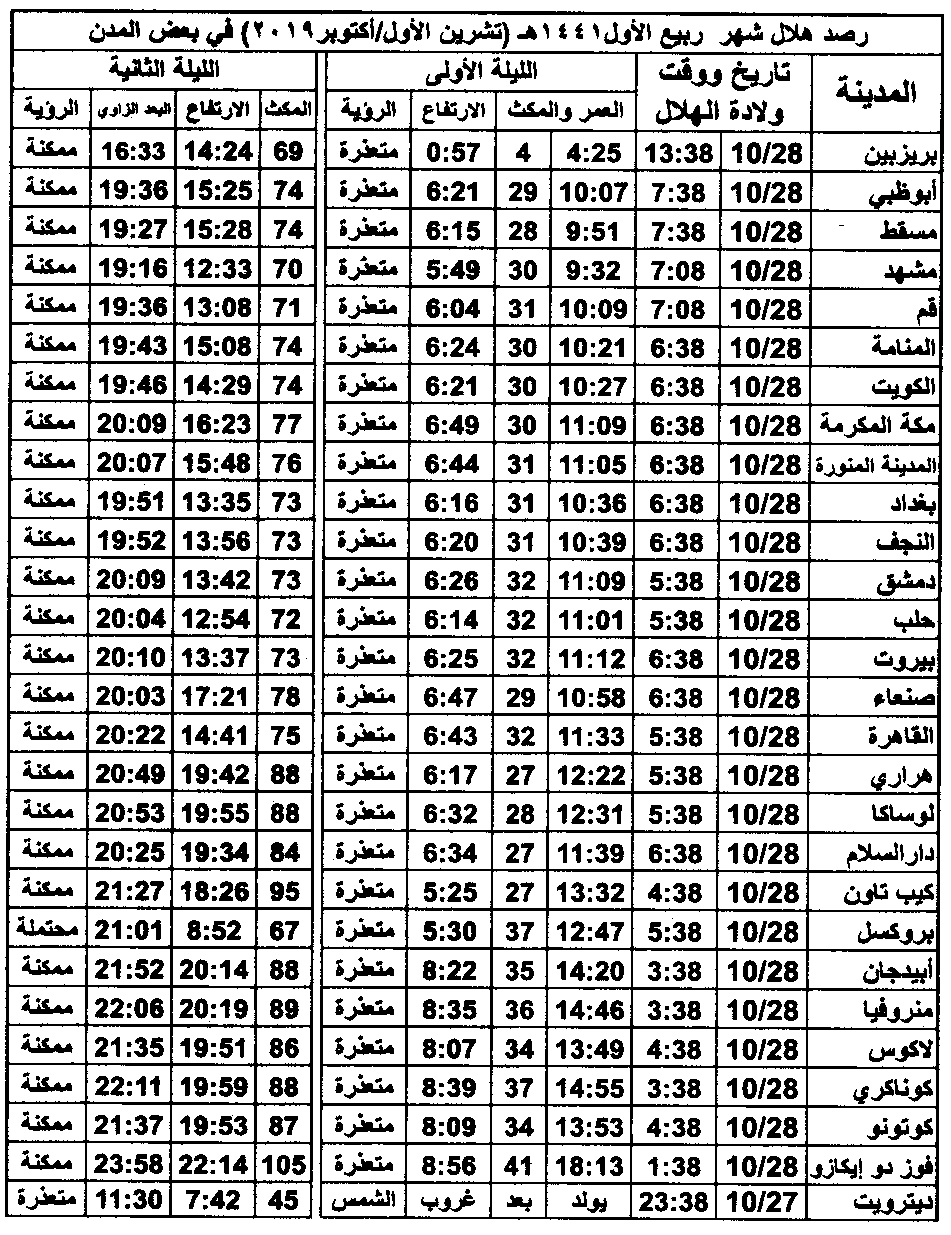 رصد هلال شهر ربيع الأول١٤٤١هـ (تشرين الأول/أكتوبر٢٠١٩) في بعض المدن
المدينة تاريخ ووقت ولادة الهلال الليلة الأولى الليلة الثانية
العمر والمكث الارتفاع الرؤية المكث الارتفاع البعد الزاوي الرؤية
بريزبين 10/28 13:38 4:25 4 0:57 متعذرة 69 14:24 16:33 ممكنة
أبوظبي 10/28 7:38 10:07 29 6:21 متعذرة 74 15:25 19:36 ممكنة
مسقط 10/28 7:38 9:51 28 6:15 متعذرة 74 15:28 19:27 ممكنة
مشهد 10/28 7:08 9:32 30 5:49 متعذرة 70 12:33 19:16 ممكنة
قم 10/28 7:08 10:09 31 6:04 متعذرة 71 13:08 19:36 ممكنة
المنامة 10/28 6:38 10:21 30 6:24 متعذرة 74 15:08 19:43 ممكنة
الكويت 10/28 6:38 10:27 30 6:21 متعذرة 74 14:29 19:46 ممكنة
مكة المكرمة 10/28 6:38 11:09 30 6:49 متعذرة 77 16:23 20:09 ممكنة
المدينة المنورة 10/28 6:38 11:05 31 6:44 متعذرة 76 15:48 20:07 ممكنة
بغداد 10/28 6:38 10:36 31 6:16 متعذرة 73 13:35 19:51 ممكنة
النجف 10/28 6:38 10:39 31 6:20 متعذرة 73 13:56 19:52 ممكنة
دمشق 10/28 5:38 11:09 32 6:26 متعذرة 73 13:42 20:09 ممكنة
حلب 10/28 5:38 11:01 32 6:14 متعذرة 72 12:54 20:04 ممكنة
بيروت 10/28 6:38 11:12 32 6:25 متعذرة 73 13:37 20:10 ممكنة
صنعاء 10/28 6:38 10:58 29 6:47 متعذرة 78 17:21 20:03 ممكنة
القاهرة 10/28 5:38 11:33 32 6:43 متعذرة 75 14:41 20:22 ممكنة
هراري 10/28 5:38 12:22 27 6:17 متعذرة 88 19:42 20:49 ممكنة
لوساكا 10/28 5:38 12:31 28 6:32 متعذرة 88 19:55 20:53 ممكنة
دارالسلام 10/28 6:38 11:39 27 6:34 متعذرة 84 19:34 20:25 ممكنة
كيب تاون 10/28 4:38 13:32 27 5:25 متعذرة 95 18:26 21:27 ممكنة
بروكسل 10/28 5:38 12:47 37 5:30 متعذرة 67 8:52 21:01 محتملة
أبيدجان 10/28 3:38 14:20 35 8:22 متعذرة 88 20:14 21:52 ممكنة
منروفيا 10/28 3:38 14:46 36 8:35 متعذرة 89 20:19 22:06 ممكنة
لاكوس 10/28 4:38 13:49 34 8:07 متعذرة 86 19:51 21:35 ممكنة
كوناكري 10/28 3:38 14:55 37 8:39 متعذرة 88 19:59 22:11 ممكنة
كوتونو 10/28 4:38 13:53 34 8:09 متعذرة 87 19:53 21:37 ممكنة
فوز دو إيكازو 10/28 1:38 18:13 41 8:56 متعذرة 105 22:14 23:58 ممكنة
ديترويت 10/27 23:38 يولد بعد غروب الشمس 45 7:42 11:30 متعذرة